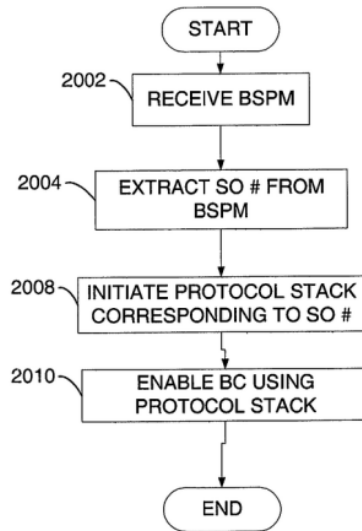 START
2002
RECEIVE BSPM
2004
EXTRACT SO # FROM
BSPM
2008
INITIATE PROTOCOL STACK
CORRESPONDING TO SO #
2010
ENABLE BC USING
PROTOCOL STACK
END